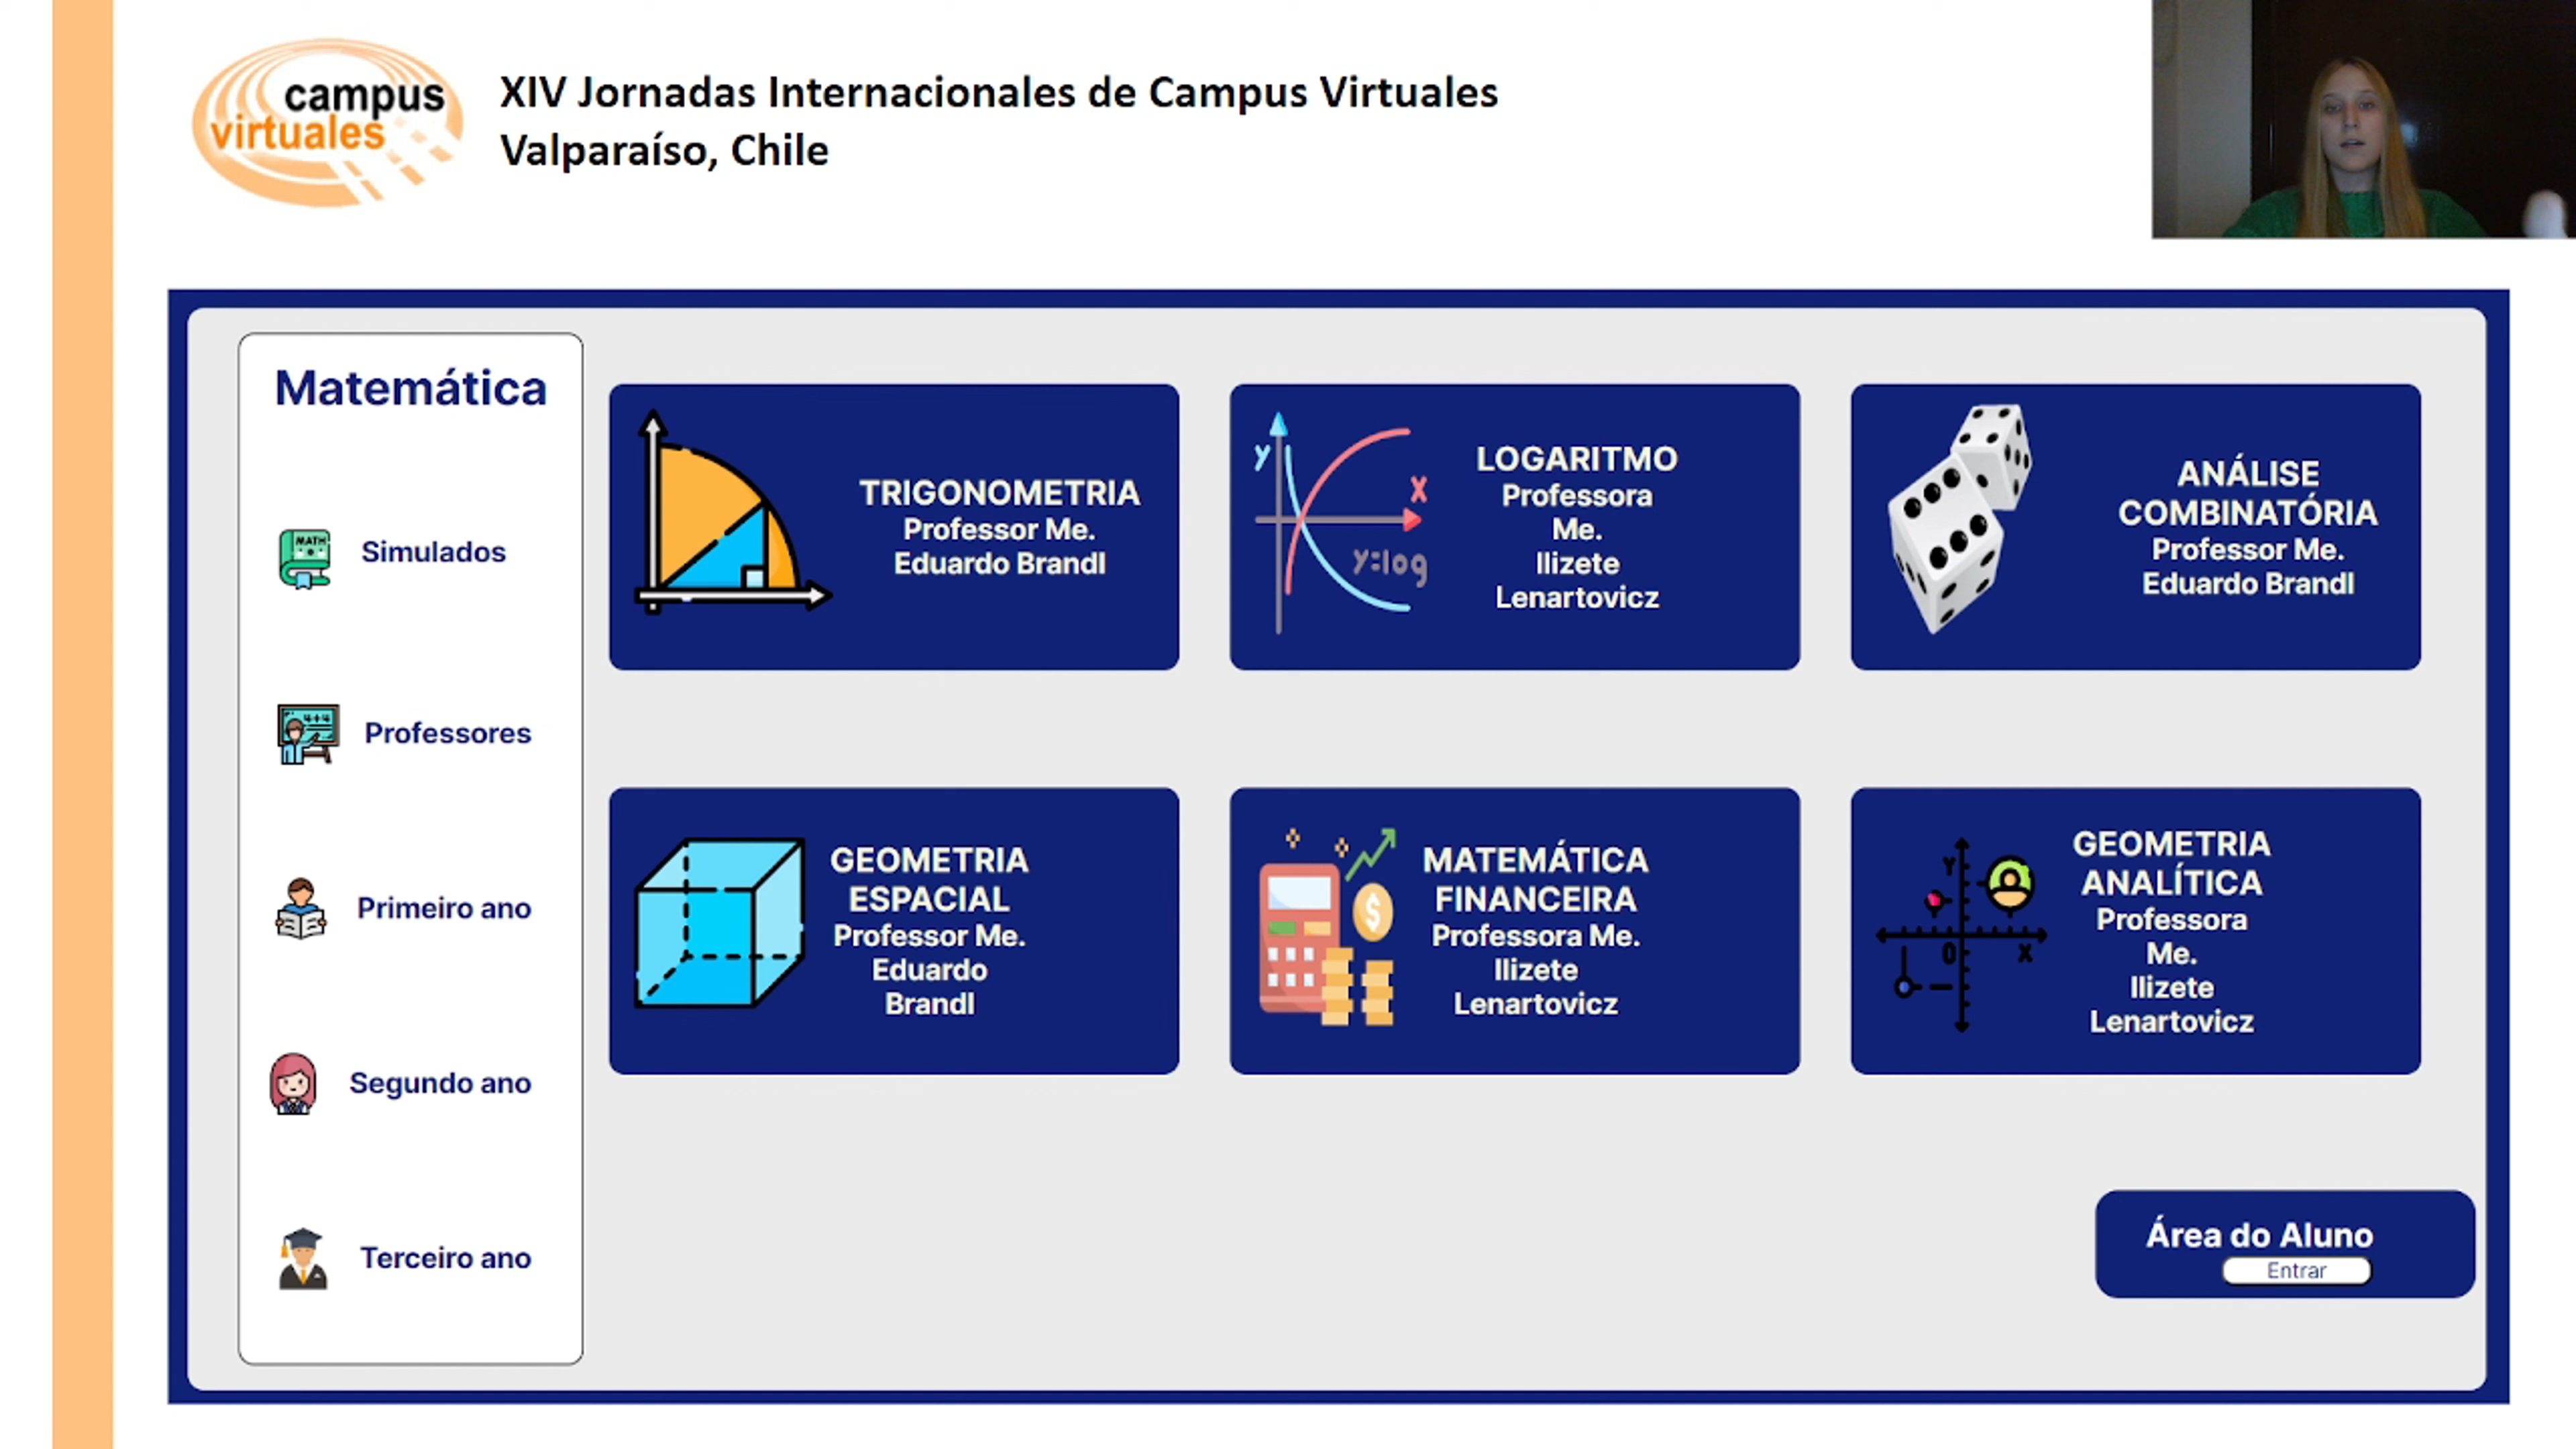 campus
virtuales
XIV Jornadas Internacionales de Campus Virtuales
Valparaíso, Chile
Matemática
MATH
Simulados
Professores
Primeiro ano
Segundo ano
Terceiro ano
TRIGONOMETRIA
Professor Me.
Eduardo Brandl
y
x
y=log
LOGARITMO
Professora
Me.
Ilizete
Lenartovicz
ANÁLISE
COMBINATÓRIA
Professor Me.
Eduardo Brandl
GEOMETRIA
ESPACIAL
Professor Me.
Eduardo
Brandl
$
MATEMÁTICA
FINANCEIRA
Professora Me.
Ilizete
Lenartovicz
Y
0
X
GEOMETRIA
ANALÍTICA
Professora
Me.
Ilizete
Lenartovicz
Área do Aluno
Entrar